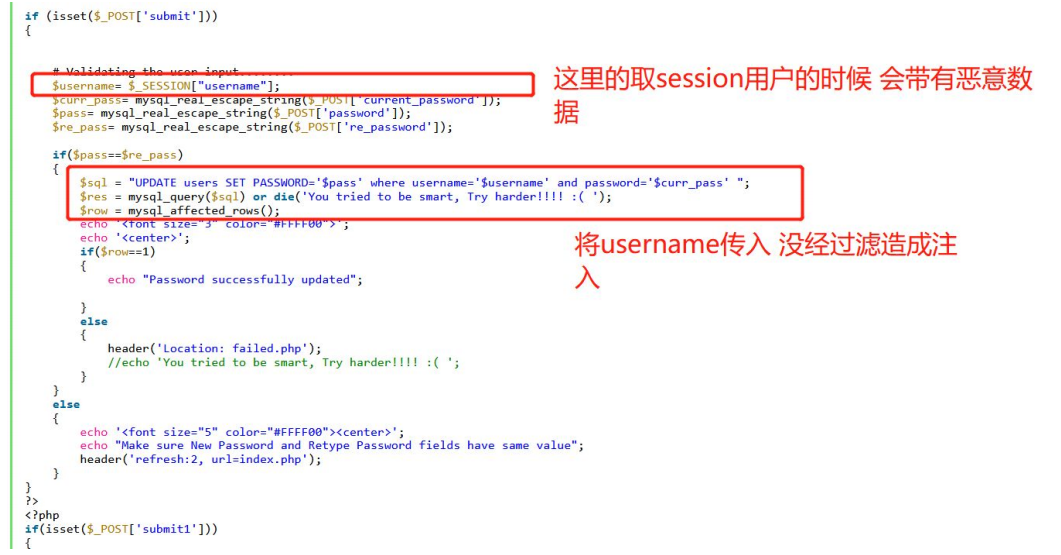 if (isset($_POST['submit']))
{
# Validating the user input........
$username= $_SESSION["username"];
$curr_pass= mysql_real_escape_string($_POST['current_password']);
$pass= mysql_real_escape_string($_POST['password']);
$re_pass= mysql_real_escape_string($_POST['re_password']);
这里的取session用户的时候 会带有恶意数
据
if($pass==$re_pass)
{
$sql = "UPDATE users SET PASSWORD='$pass' where username='$username' and password='$curr_pass' ";
$res = mysql_query($sql) or die('You tried to be smart, Try harder!!!! :( ');
$row = mysql_affected_rows();
echo '<font size="3" color="#FFFF00">';
echo '<center>';
if($row==1)
{
echo "Password successfully updated";
将username传入 没经过滤造成注
入
}
else
{
header('Location: failed.php');
//echo 'You tried to be smart, Try harder!!!! :( ';
}
}
else
{
echo '<font size="5" color="#FFFF00"><center>';
echo "Make sure New Password and Retype Password fields have same value";
header('refresh:2, url=index.php');
}
}
?>
<?php
if(isset($_POST['submit1']))
{